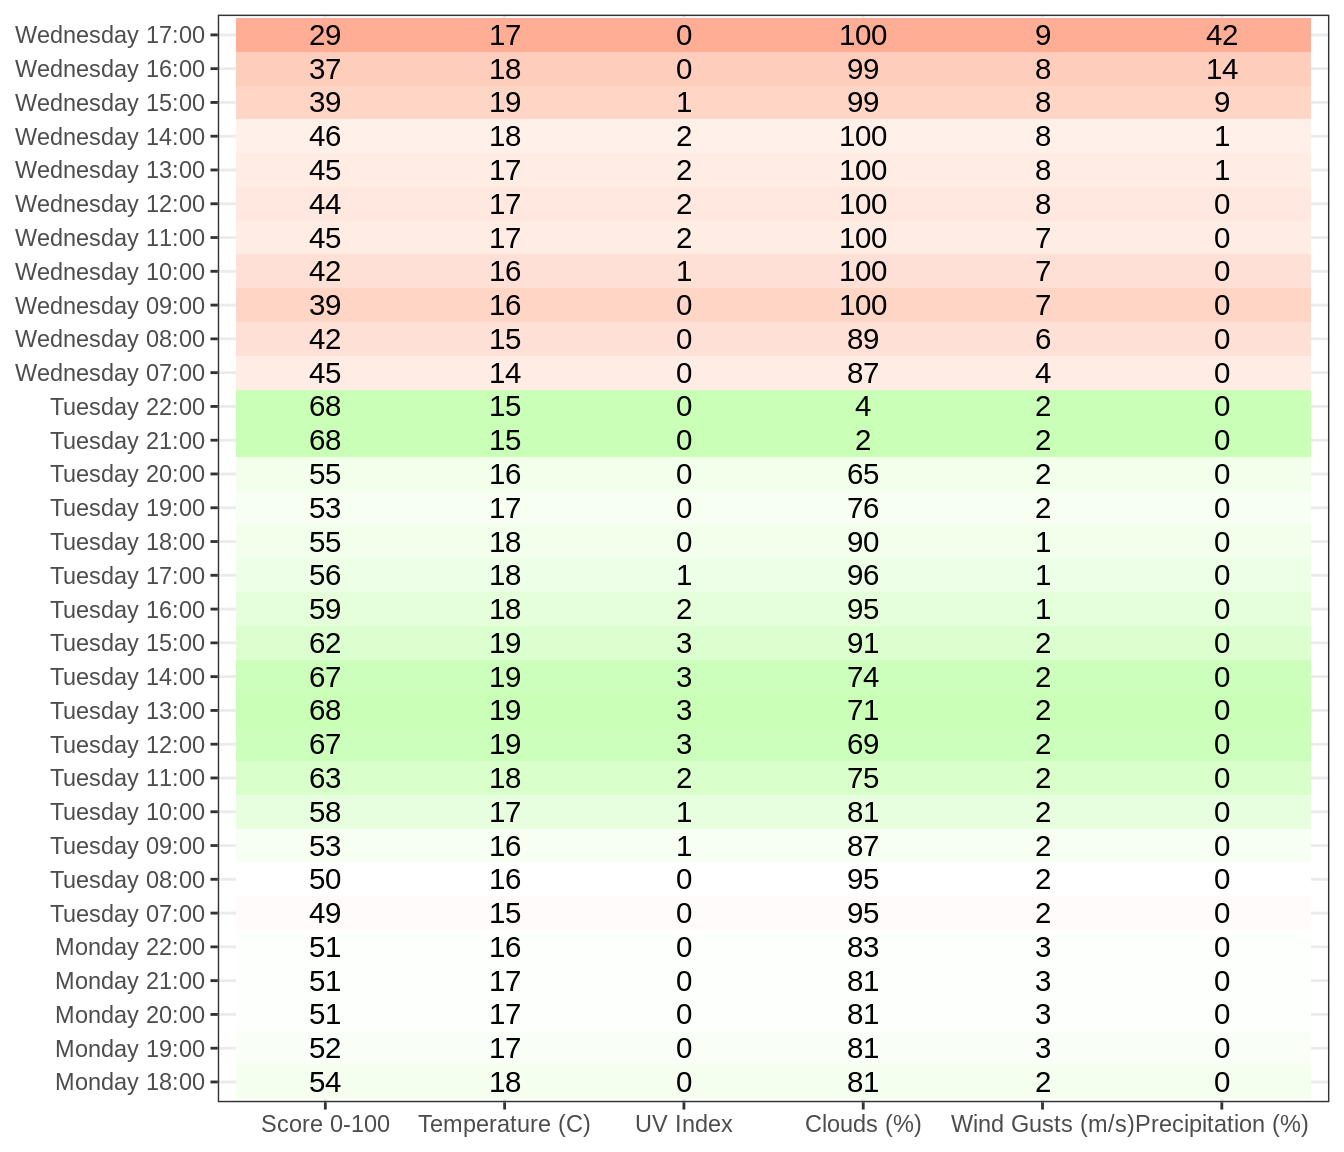 Wednesday 17:00 29 17 0 100 9 42
Wednesday 16:00 37 18 0 99 8 14
Wednesday 15:00 39 19 1 99 8 9
Wednesday 14:00 46 18 2 100 8 1
Wednesday 13:00 45 17 2 100 8 1
Wednesday 12:00 44 17 2 100 8 0
Wednesday 11:00 45 17 2 100 7 0
Wednesday 10:00 42 16 1 100 7 0
Wednesday 09:00 39 16 0 100 7 0
Wednesday 08:00 42 15 0 89 6 0
Wednesday 07:00 45 14 0 87 4 0
Tuesday 22:00 68 15 0 4 2 0
Tuesday 21:00 68 15 0 2 2 0
Tuesday 20:00 55 16 0 65 2 0
Tuesday 19:00 53 17 0 76 2 0
Tuesday 18:00 55 18 0 90 1 0
Tuesday 17:00 56 18 1 96 1 0
Tuesday 16:00 59 18 2 95 1 0
Tuesday 15:00 62 19 3 91 2 0
Tuesday 14:00 67 19 3 74 2 0
Tuesday 13:00 68 19 3 71 2 0
Tuesday 12:00 67 19 3 69 2 0
Tuesday 11:00 63 18 2 75 2 0
Tuesday 10:00 58 17 1 81 2 0
Tuesday 09:00 53 16 1 87 2 0
Tuesday 08:00 50 16 0 95 2 0
Tuesday 07:00 49 15 0 95 2 0
Monday 22:00 51 16 0 83 3 0
Monday 21:00 51 17 0 81 3 0
Monday 20:00 51 17 0 81 3 0
Monday 19:00 52 17 0 81 3 0
Monday 18:00 54 18 0 81 2 0
Score 0-100 Temperature (C) UV Index Clouds (%) Wind Gusts (m/s) Precipitation (%)